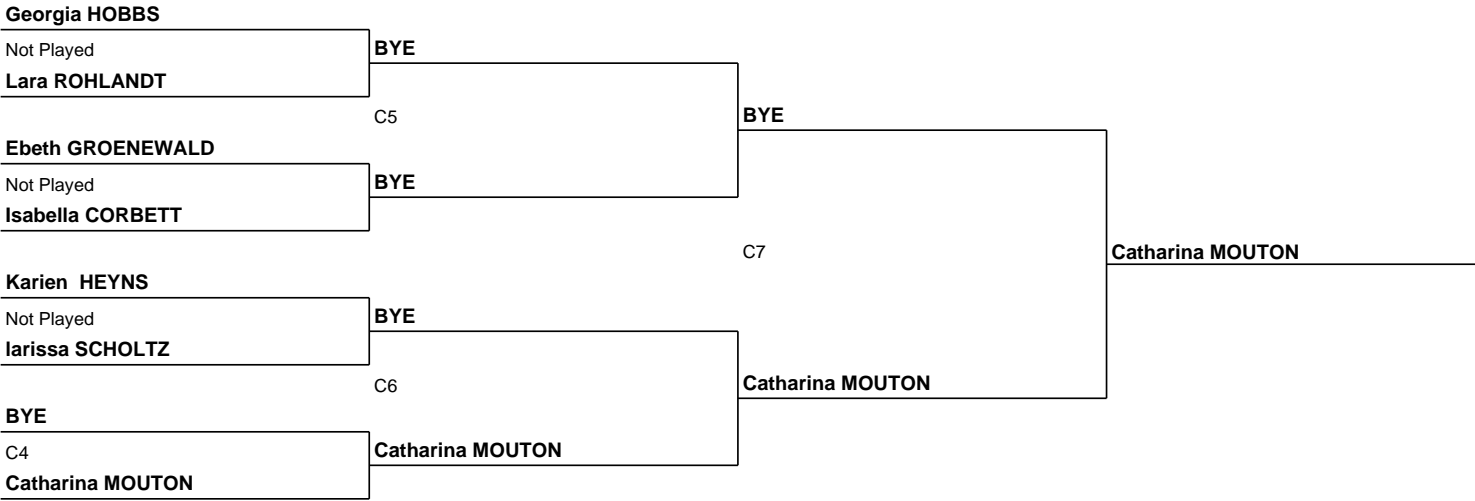 Georgia HOBBS
Not Played
Lara ROHLANDT
Ebeth GROENEWALD
Not Played
Isabella CORBETT
Karien HEYNS
Not Played
larissa SCHOLTZ
BYE
C4
Catharina MOUTON
BYE
C5
BYE
BYE
C6
Catharina MOUTON
BYE
C7
Catharina MOUTON
Catharina MOUTON